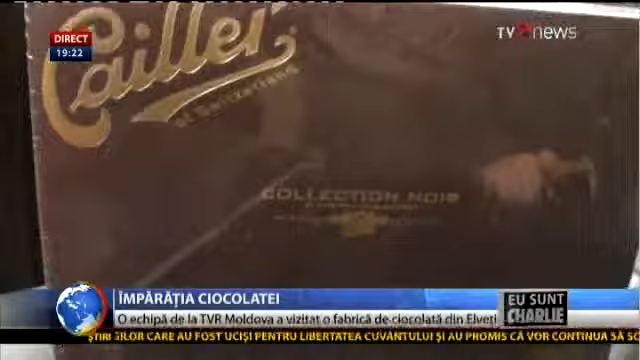 Cailler
of Switzerland
COLLECTION NOIR
DIRECT
19:22
TVR news
ÎMPĂRĂȚIA CIOCOLATEI
O echipă de la TVR Moldova a vizitat o fabrică de ciocolată din Elveți
EU SUNT
CHARLIE
ȘTIRI GILOR CARE AU FOST UCIȘI PENTRU LIBERTATEA CUVÂNTULUI ȘI AU PROMIS CĂ VOR CONTINUA SĂ